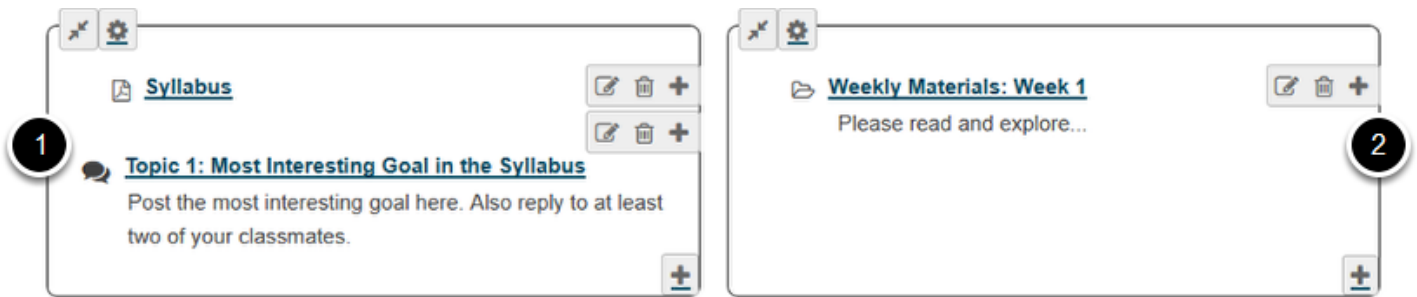 Syllabus
1
Topic 1: Most Interesting Goal in the Syllabus
Post the most interesting goal here. Also reply to at least
two of your classmates.
Weekly Materials: Week 1
Please read and explore...
2